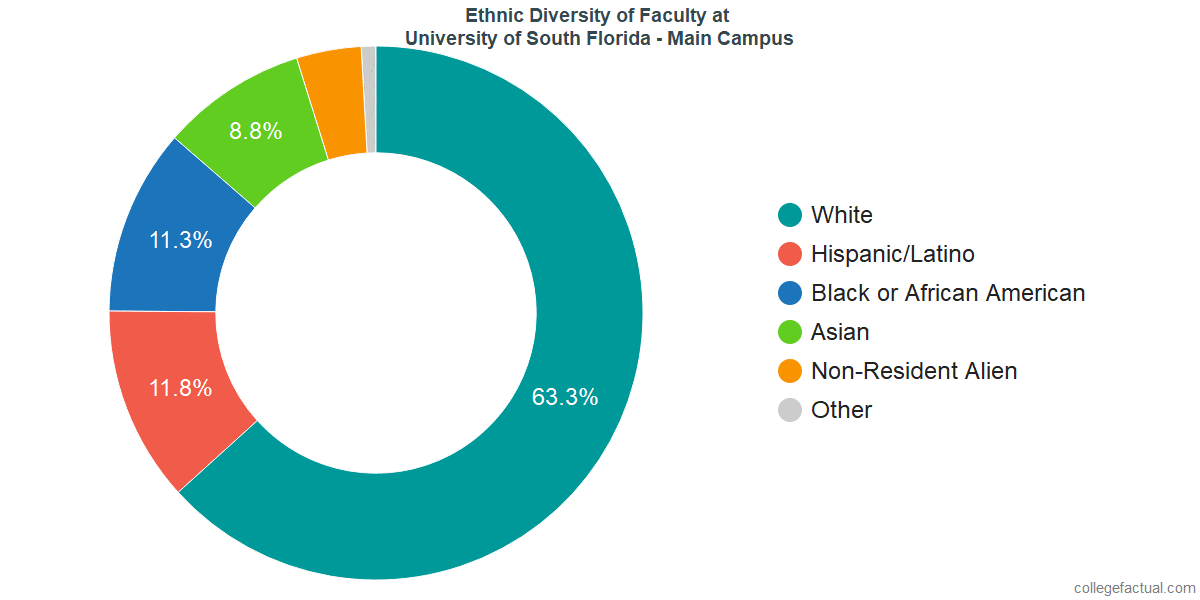 Ethnic Diversity of Faculty at
University of South Florida - Main Campus
8.8%
11.3%
11.8%
63.3%
White
Hispanic/Latino
Black or African American
Asian
Non-Resident Alien
Other
collegefactual.com